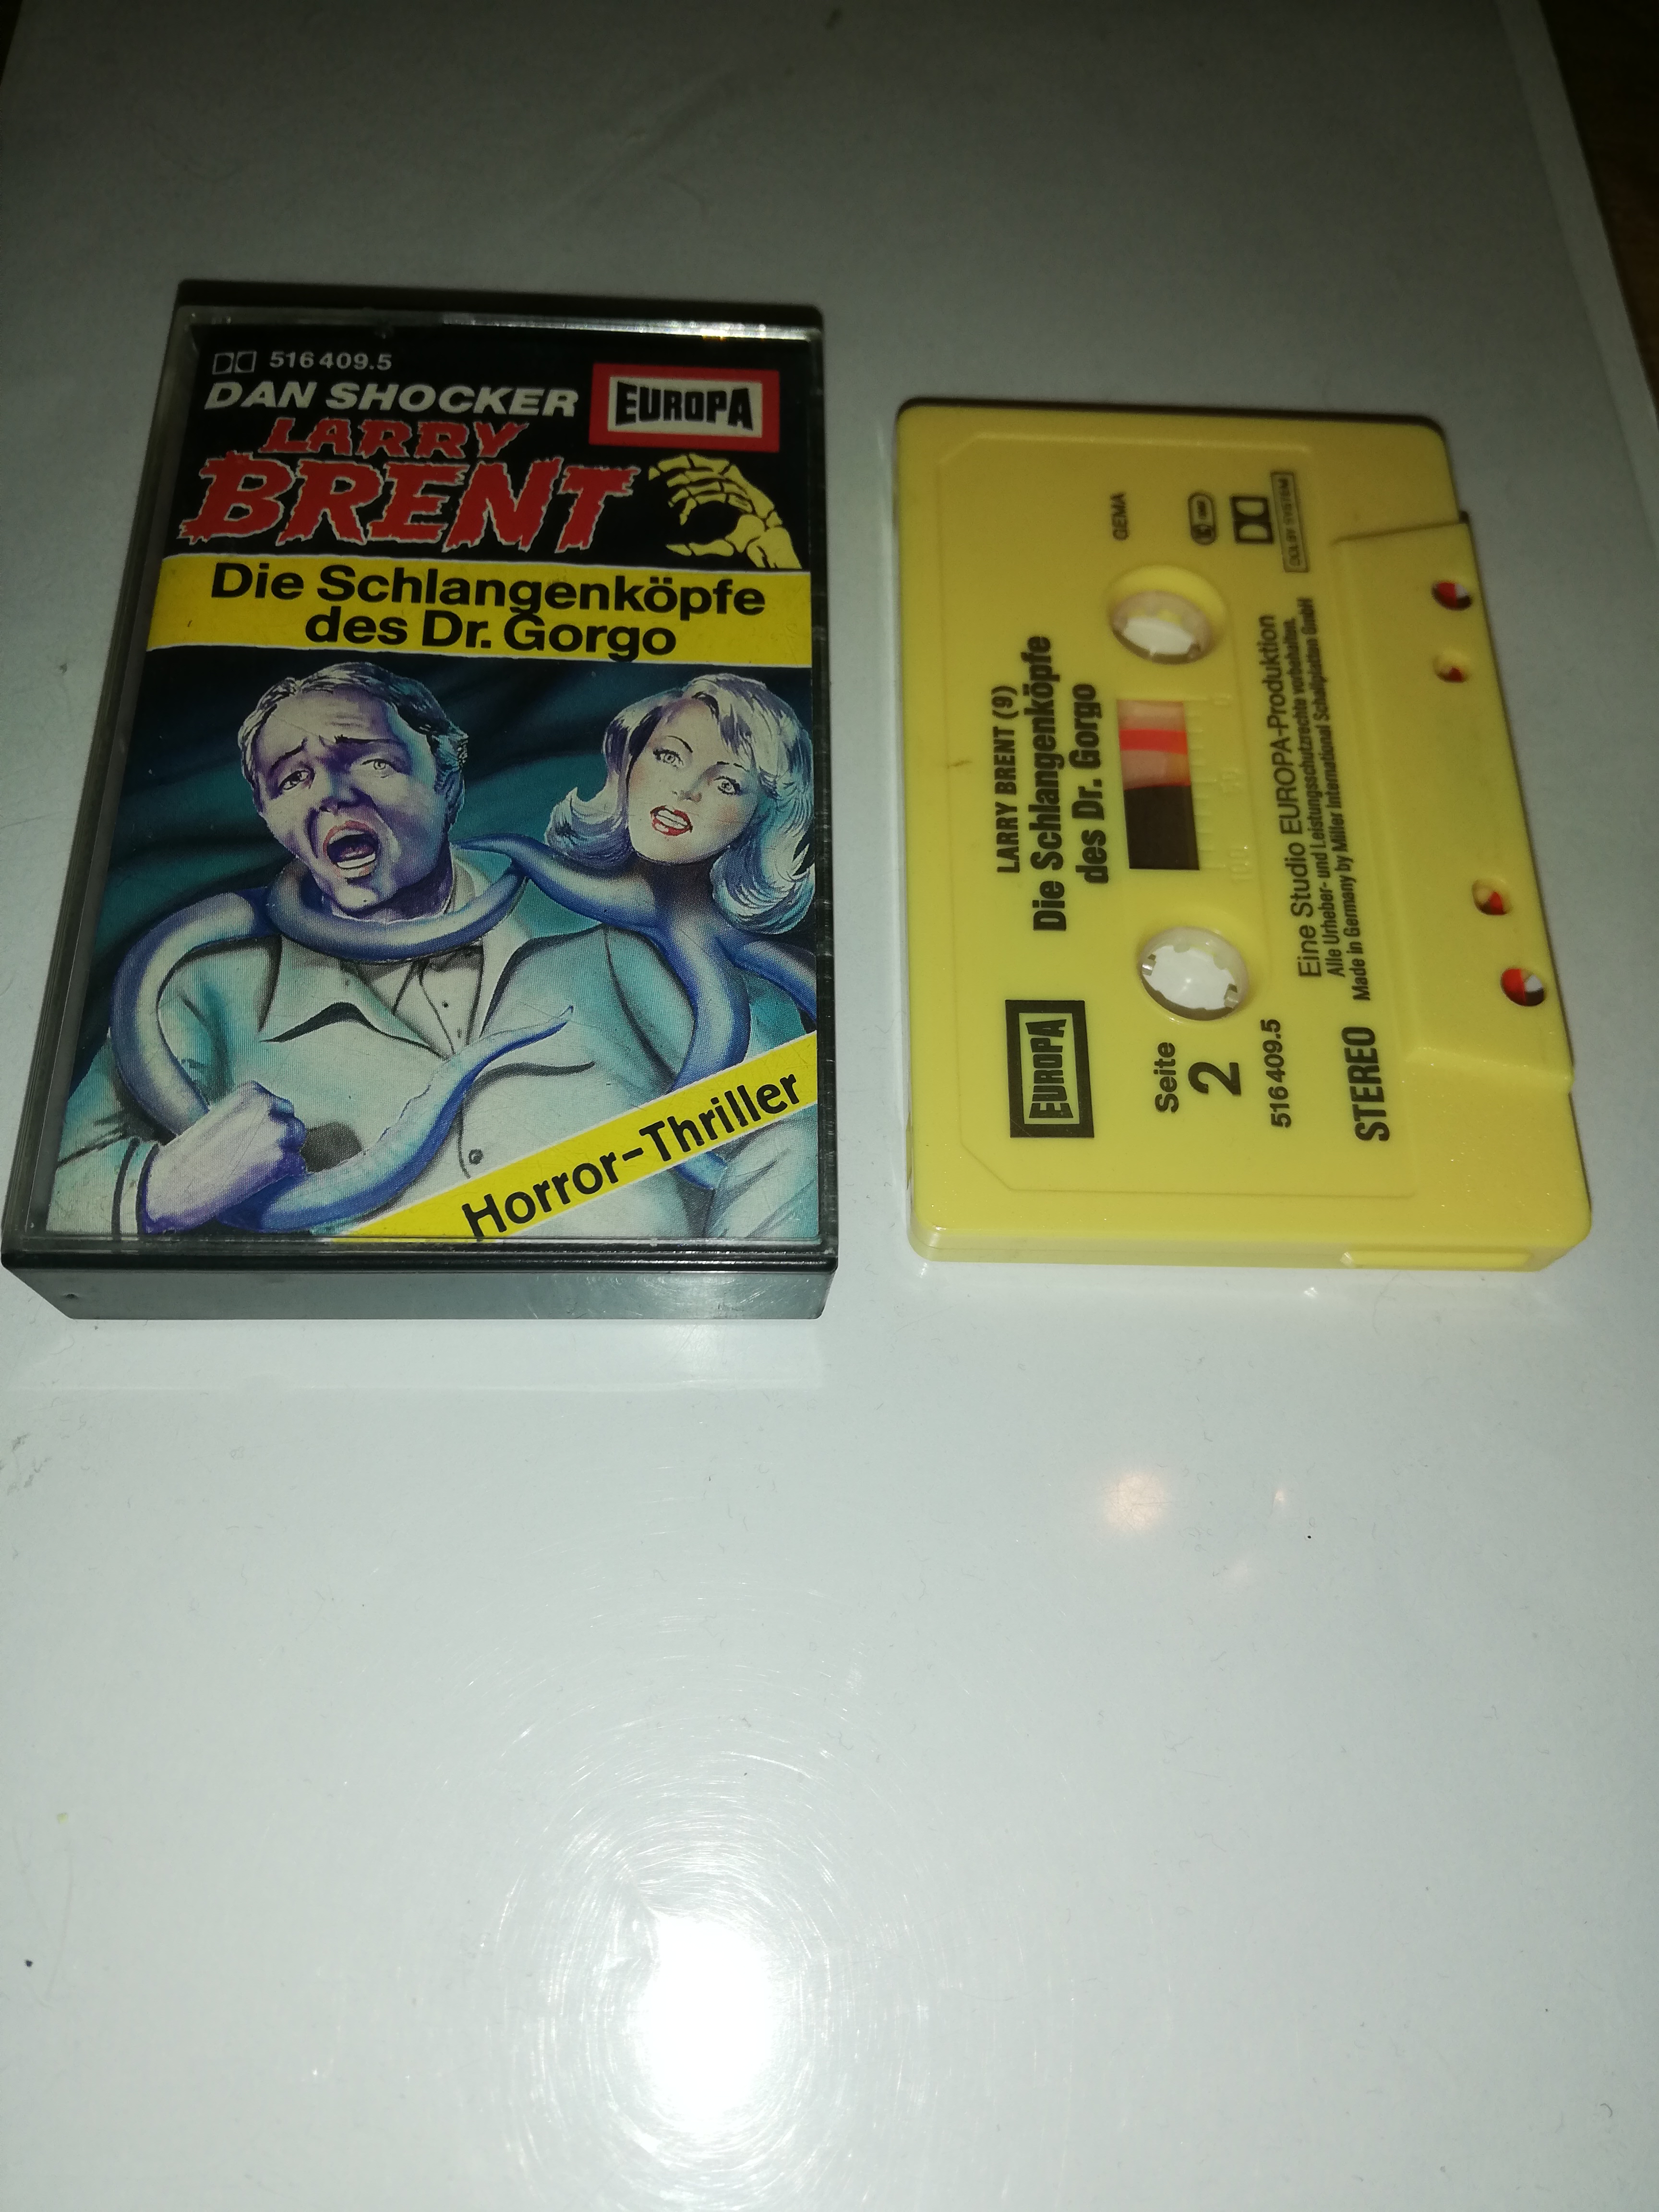 516 409.5
DAN SHOCKER
EUROPA
LARRY
BRENT
Die Schlangenköpfe
des Dr. Gorgo
Horror-Thriller
LARRY BRENT (9)
Die Schlangenköpfe
des Dr. Gorgo
EUROPA
Seite
2
516 409.5
STEREO
GEMA
DOLBY SYSTEM
Eine Studio EUROPA-Produktion
Alle Urheber- und Leistungsschutzrechte vorbehalten.
Made in Germany by Miller International Schallplatten GmbH